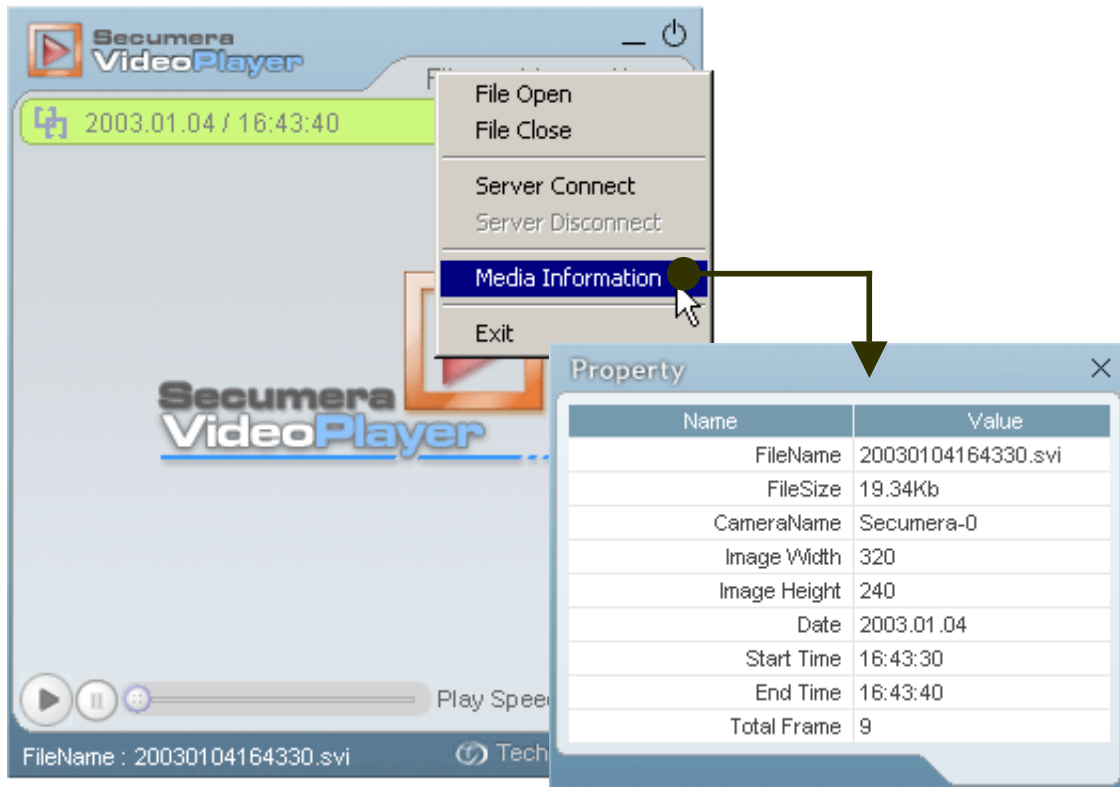 Secumera
VideoPlayer
2003.01.04 / 16:43:40
File Open
File Close
Server Connect
Server Disconnect
Media Information
Exit
Secumera
VideoPlayer
Property
Name Value
FileName 20030104164330.svi
FileSize 19.34Kb
CameraName Secumera-0
Image Width 320
Image Height 240
Date 2003.01.04
Start Time 16:43:30
End Time 16:43:40
Total Frame 9
Play Spee
FileName : 20030104164330.svi
Tech